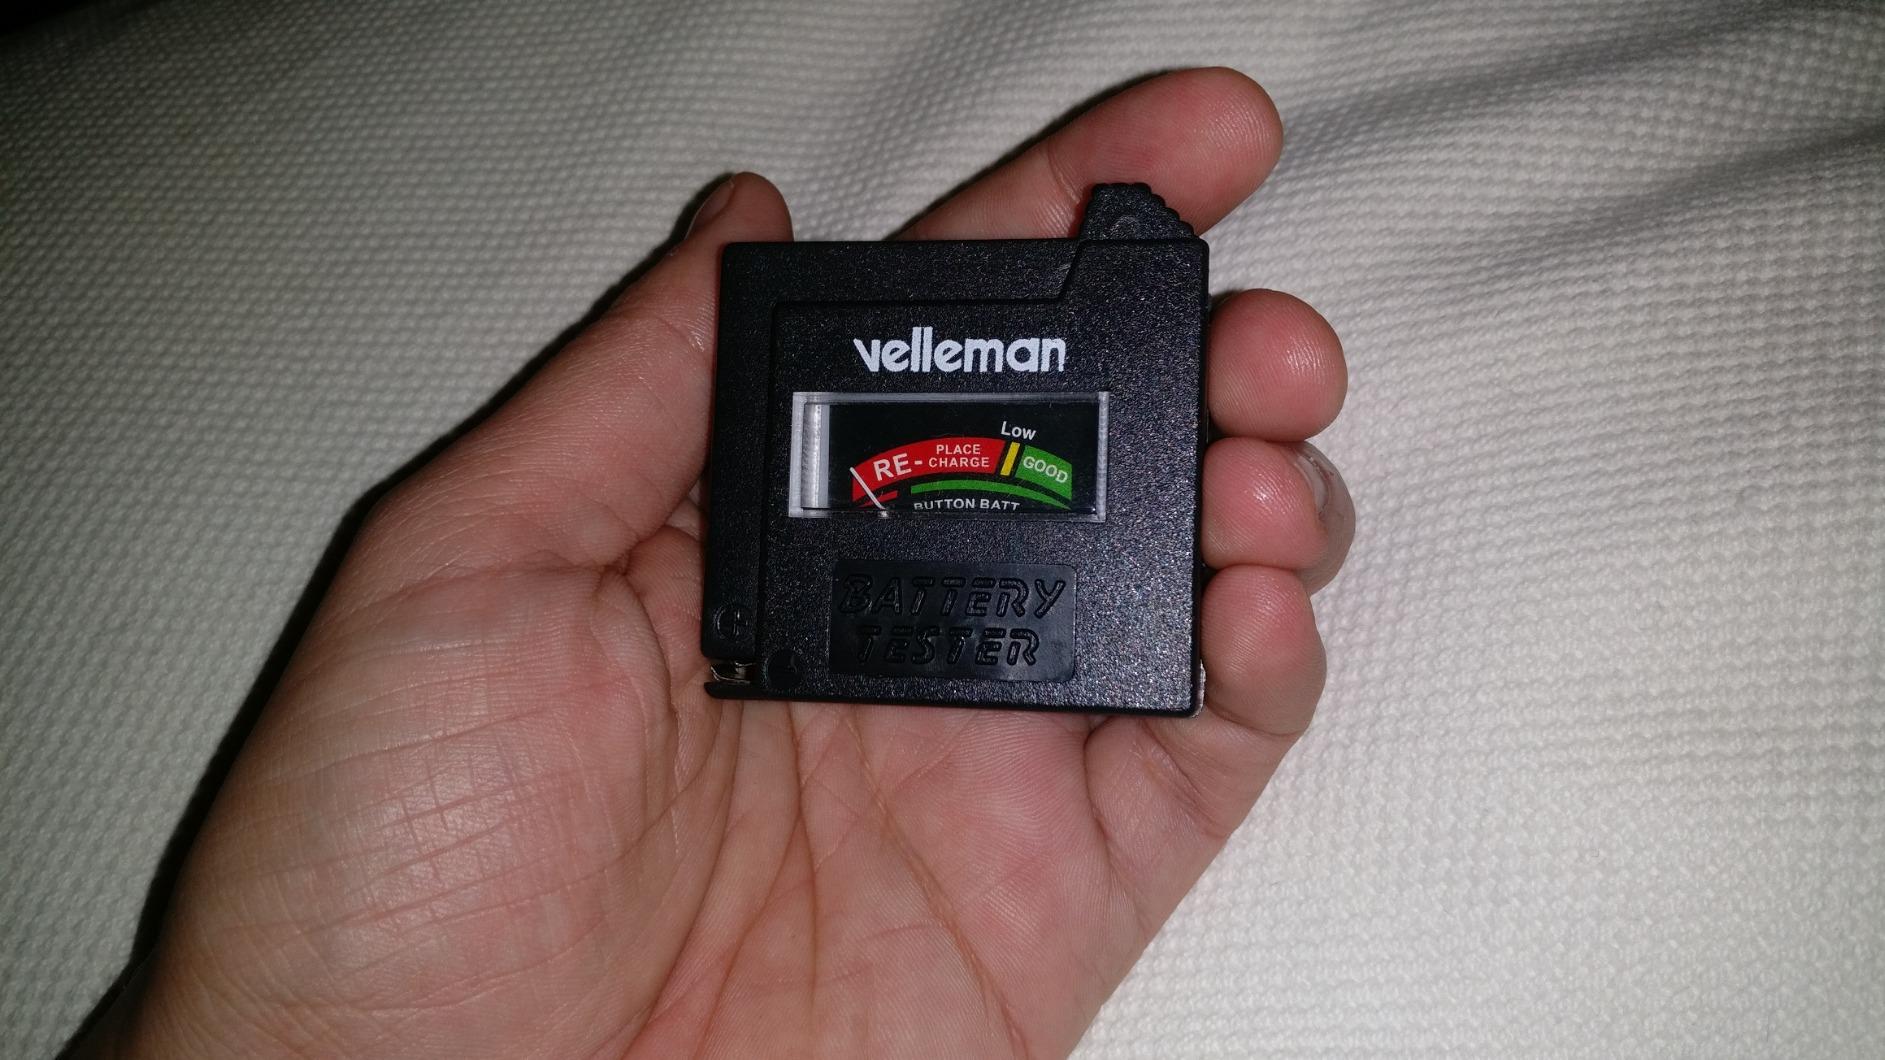 velleman
Low
RE- PLACE
CHARGE
GOOD
BUTTON BATT
BATTERY
TESTER